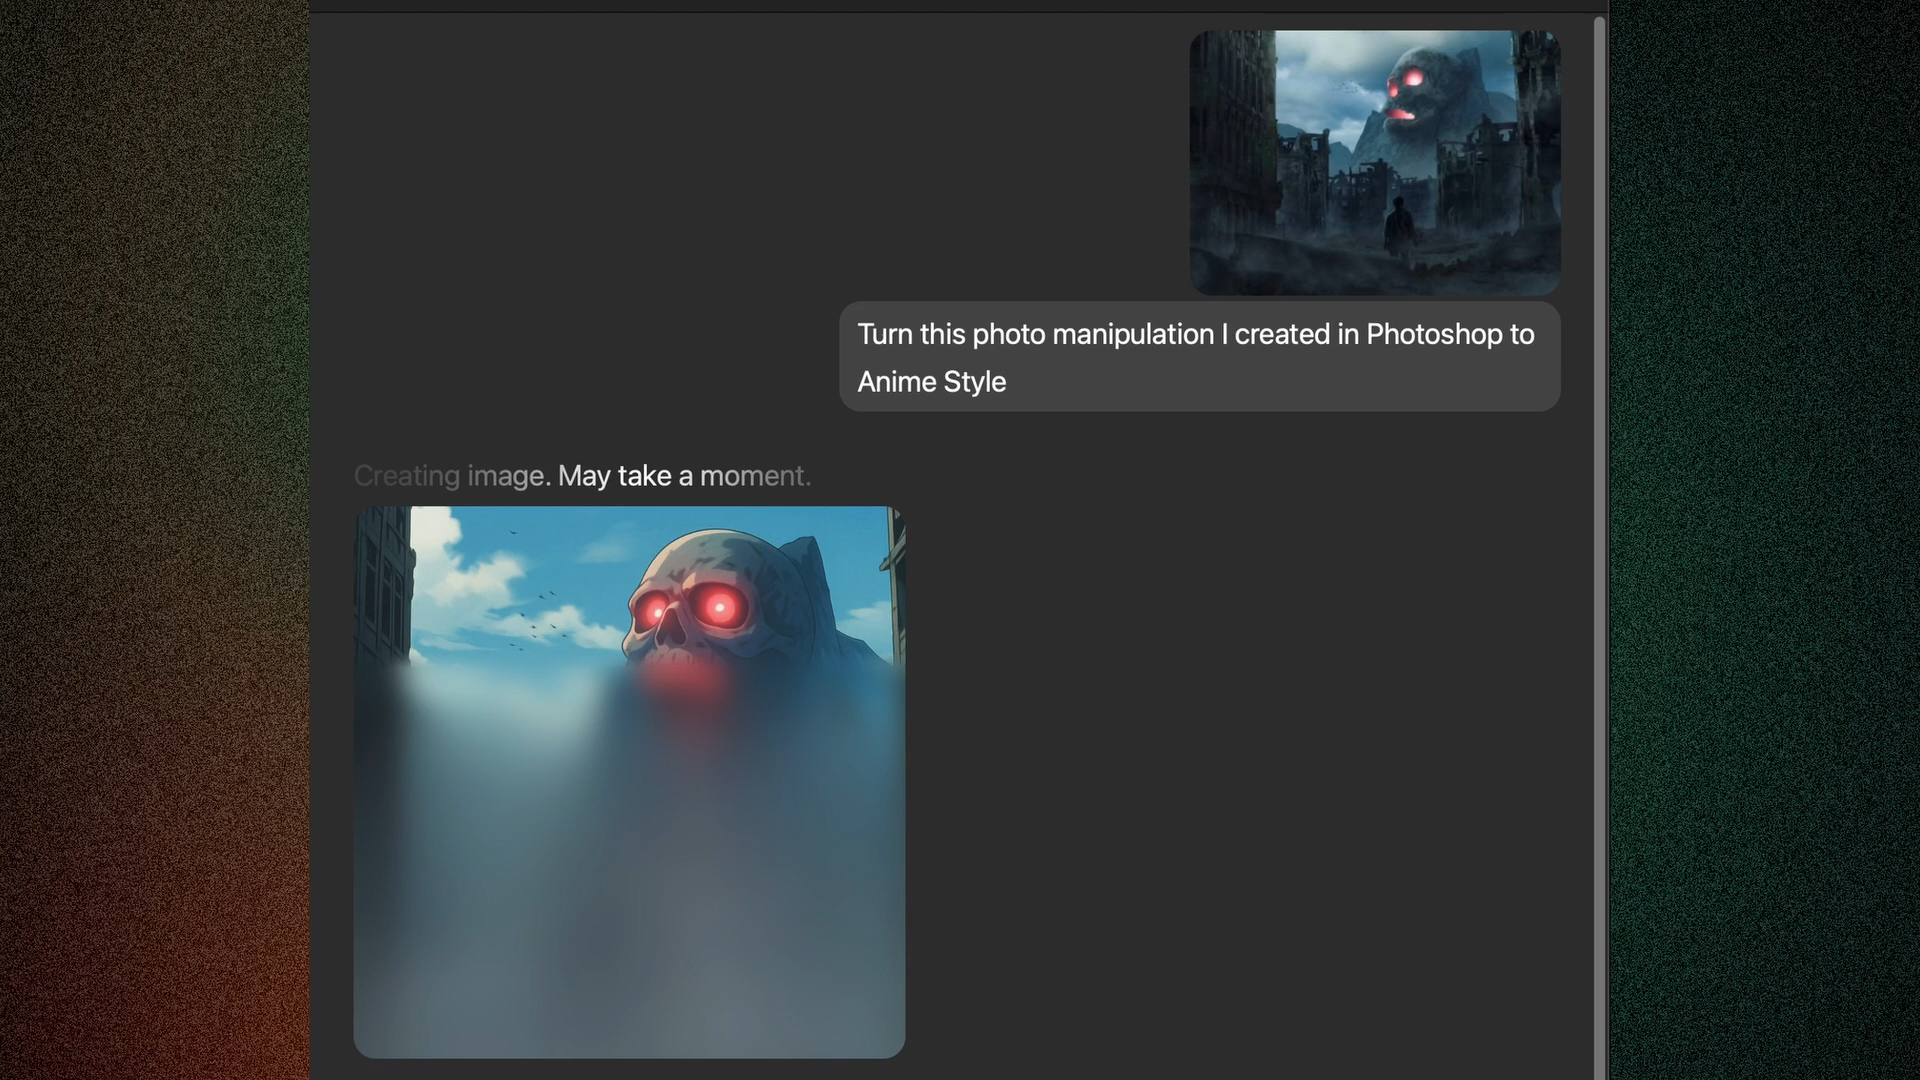 Turn this photo manipulation I created in Photoshop to
Anime Style
Creating image. May take a moment.